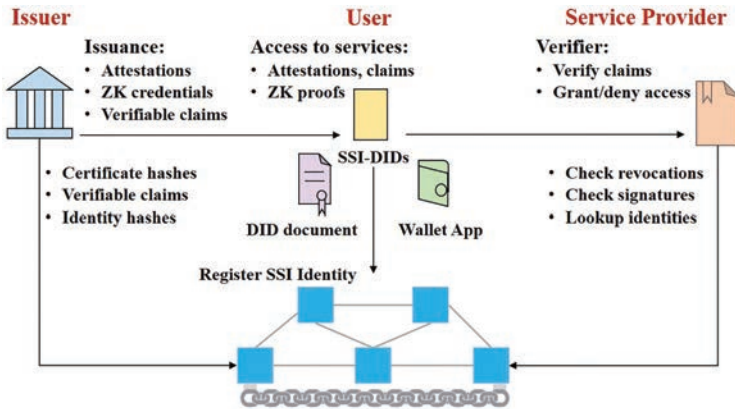 Issuer
User
Service Provider
Issuance:
• Attestations
• ZK credentials
• Verifiable claims
Access to services:
• Attestations, claims
• ZK proofs
Verifier:
• Verify claims
• Grant/deny access
SSI-DIDs
• Certificate hashes
• Verifiable claims
• Identity hashes
DID document
Wallet App
• Check revocations
• Check signatures
• Lookup identities
Register SSI Identity